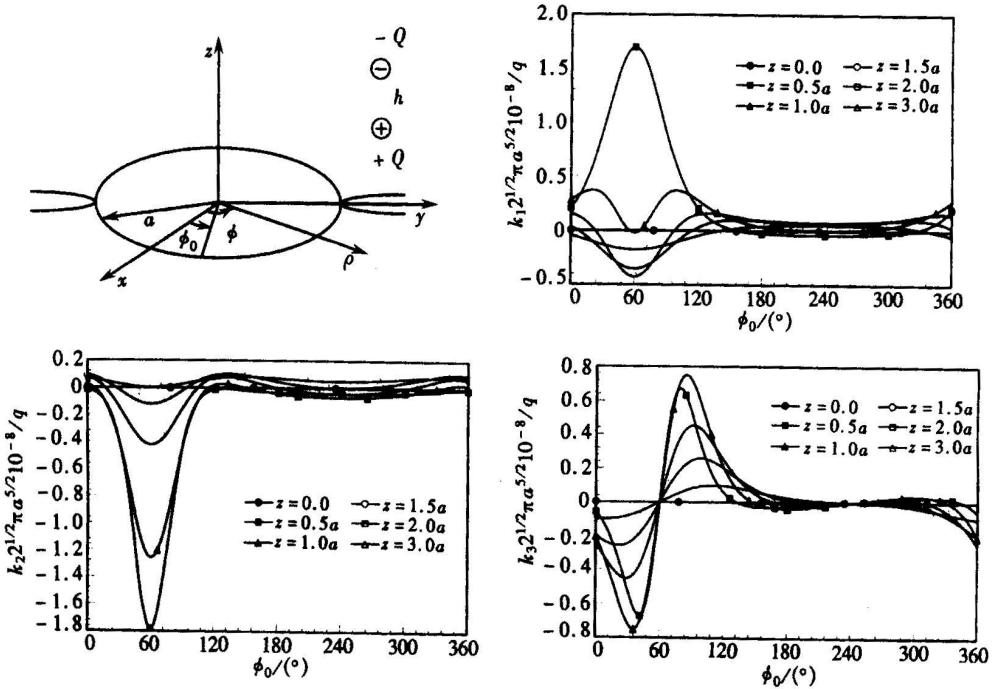 z
- Q
h
+ Q
a
ϕ₀
ϕ
y
x
ρ
k₁2^{1/2}πa^{5/2}10⁻⁸/q
2.0
1.5
1.0
0.5
0
-0.5
z=0.0
z=1.5a
z=0.5a
z=2.0a
z=1.0a
z=3.0a
0 60 120 180 240 300 360
ϕ₀/(°)
k₂2^{1/2}πa^{5/2}10⁻⁸/q
0.2
0
-0.2
-0.4
-0.6
-0.8
-1.0
-1.2
-1.4
-1.6
-1.8
z=0.0
z=1.5a
z=0.5a
z=2.0a
z=1.0a
z=3.0a
0 60 120 180 240 300 360
ϕ₀/(°)
k₃2^{1/2}πa^{5/2}10⁻⁸/q
0.8
0.6
0.4
0.2
0
-0.2
-0.4
-0.6
-0.8
z=0.0
z=1.5a
z=0.5a
z=2.0a
z=1.0a
z=3.0a
0 60 120 180 240 300 360
ϕ₀/(°)